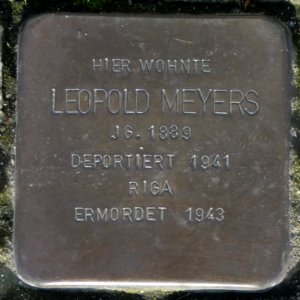 HIER WOHNTE
LEOPOLD MEYERS
JG. 1889
DEPORTIERT 1941
RIGA
ERMORDET 1943